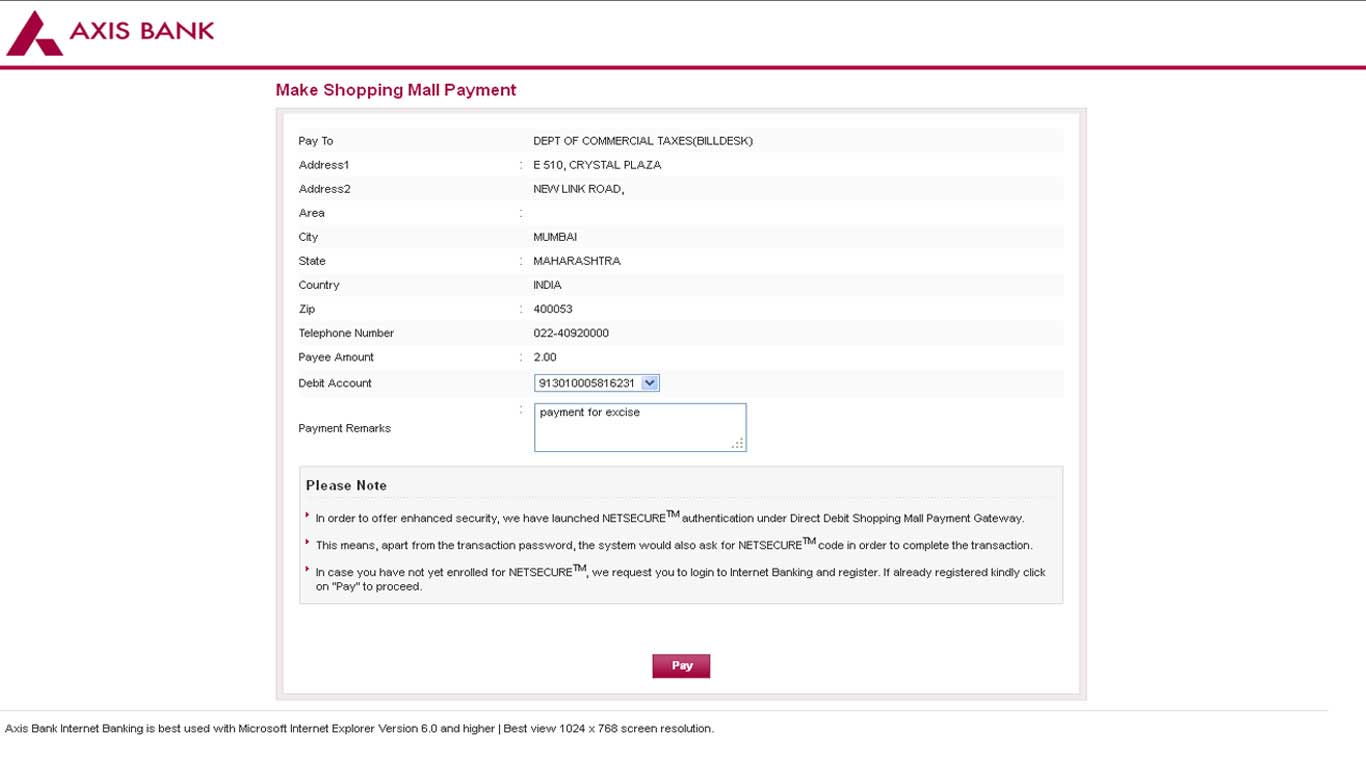 AXIS BANK
Make Shopping Mall Payment
Pay To DEPT OF COMMERCIAL TAXES(BILLDESK)
Address1 : E 510, CRYSTAL PLAZA
Address2 NEW LINK ROAD,
Area :
City MUMBAI
State : MAHARASHTRA
Country INDIA
Zip : 400053
Telephone Number 022-40920000
Payee Amount : 2.00
Debit Account 913010005816231
Payment Remarks : payment for excise
Please Note
In order to offer enhanced security, we have launched NETSECURE™ authentication under Direct Debit Shopping Mall Payment Gateway.
This means, apart from the transaction password, the system would also ask for NETSECURE™ code in order to complete the transaction.
In case you have not yet enrolled for NETSECURE™, we request you to login to Internet Banking and register. If already registered kindly click
on "Pay" to proceed.
Pay
Axis Bank Internet Banking is best used with Microsoft Internet Explorer Version 6.0 and higher | Best view 1024 x 768 screen resolution.